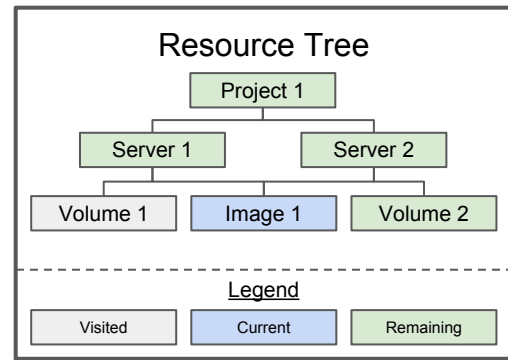 Resource Tree
Project 1
Server 1 Server 2
Volume 1 Image 1 Volume 2
Legend
Visited Current Remaining